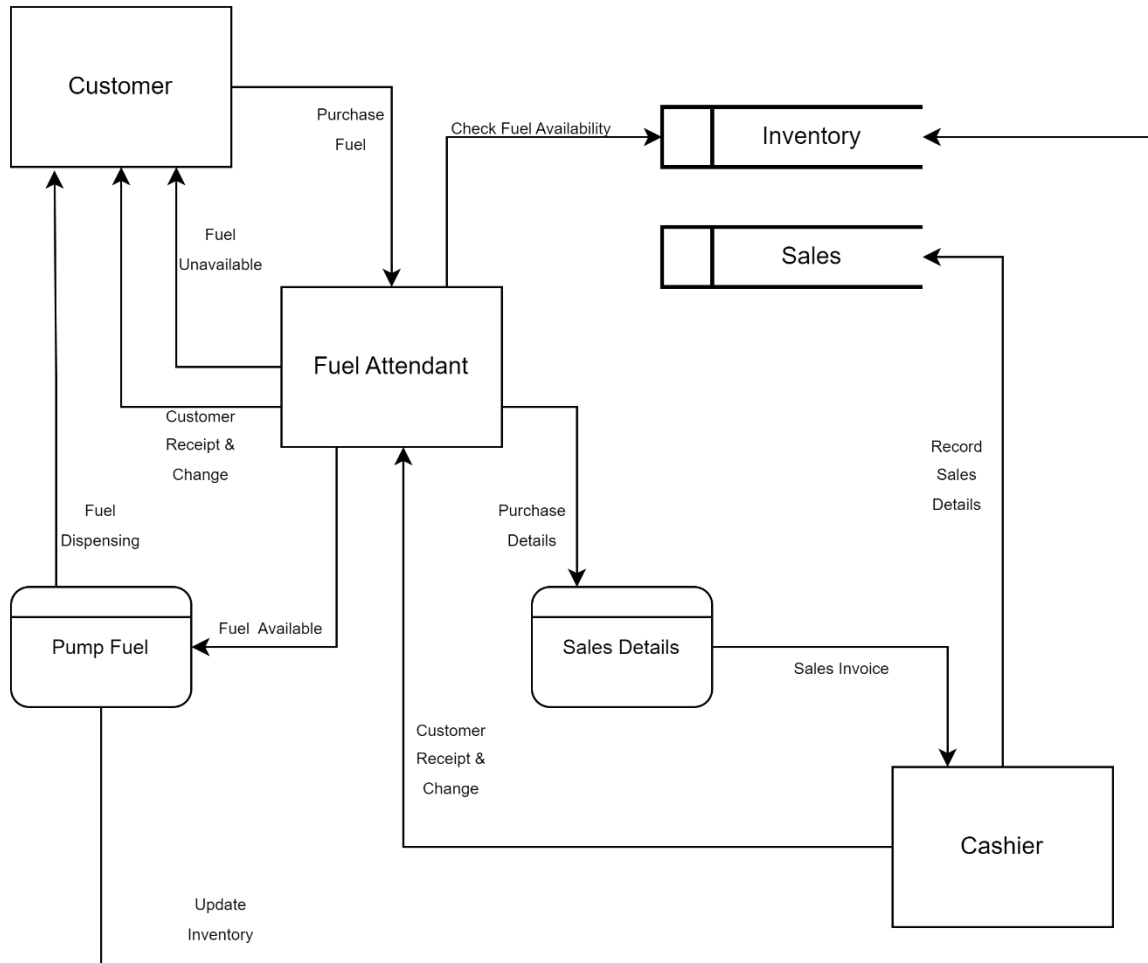 Customer
Purchase
Fuel
Check Fuel Availability
Inventory
Sales
Fuel
Unavailable
Fuel Attendant
Customer
Receipt &
Change
Record
Sales
Details
Fuel
Dispensing
Purchase
Details
Fuel Available
Pump Fuel
Sales Details
Sales Invoice
Customer
Receipt &
Change
Cashier
Update
Inventory